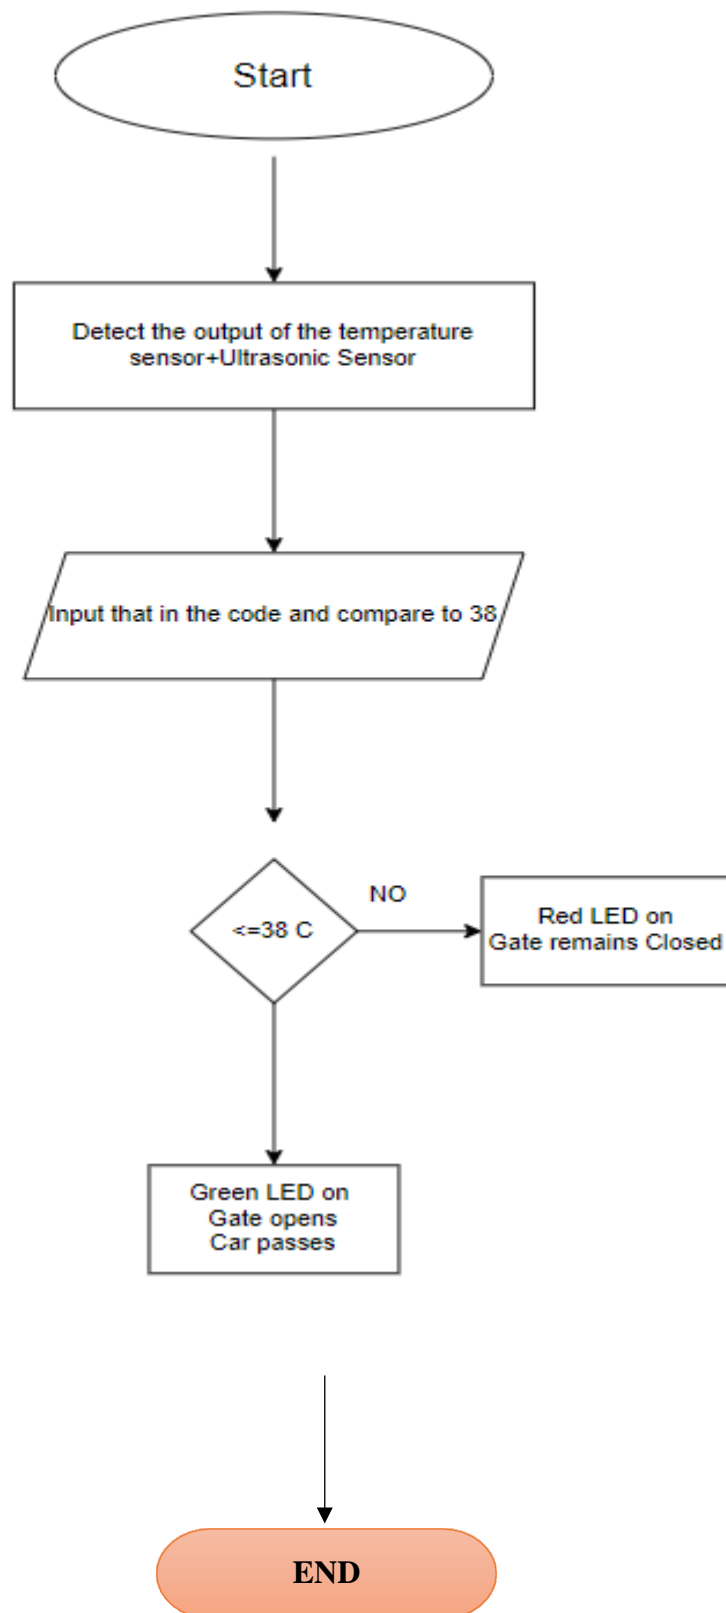 Start
Detect the output of the temperature
sensor+Ultrasonic Sensor
Input that in the code and compare to 38
<=38 C
NO
Red LED on
Gate remains Closed
Green LED on
Gate opens
Car passes
END